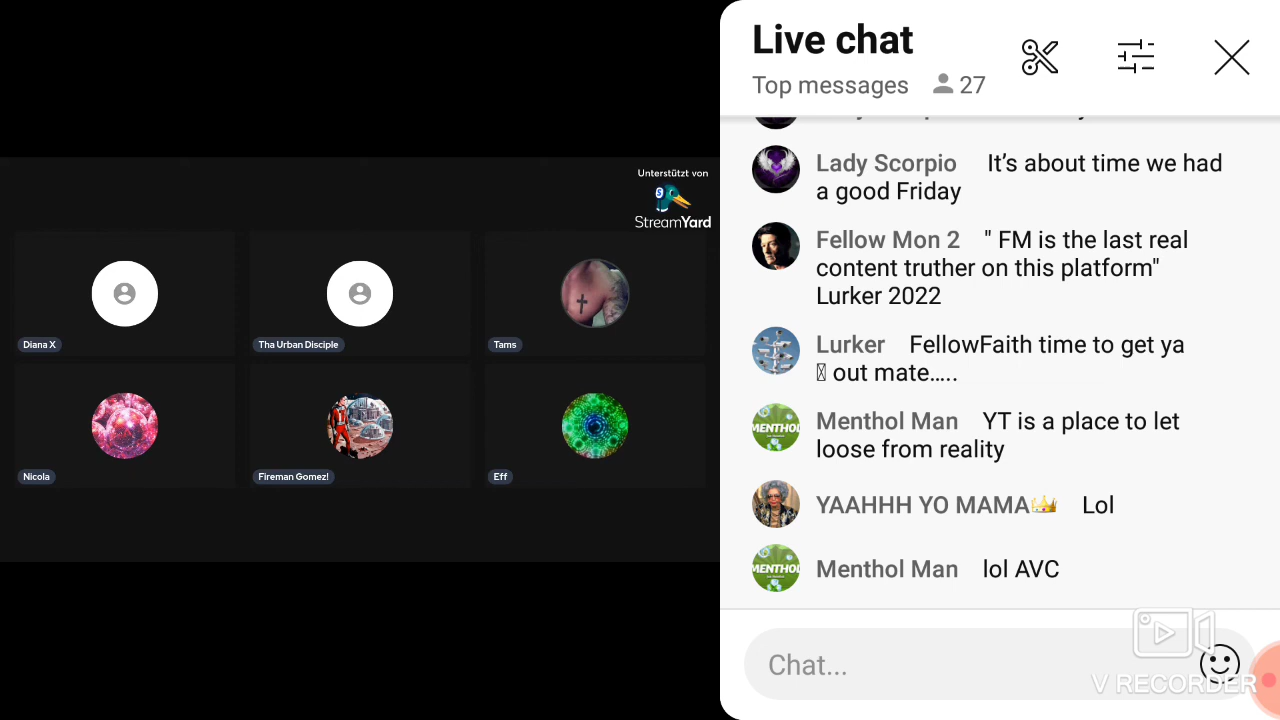 Unterstützt von
StreamYard
Diana X
Tha Urban Disciple
Tams
Nicola
Fireman Gomez!
Eff
Live chat
Top messages 27
Lady Scorpio It's about time we had
a good Friday
Fellow Mon 2 " FM is the last real
content truther on this platform"
Lurker 2022
Lurker FellowFaith time to get ya
out mate.....
MENTHOL
Menthol Man YT is a place to let
loose from reality
YAAHHH YO MAMA👑 Lol
MENTHOL
Menthol Man lol AVC
Chat...
V RECORDER